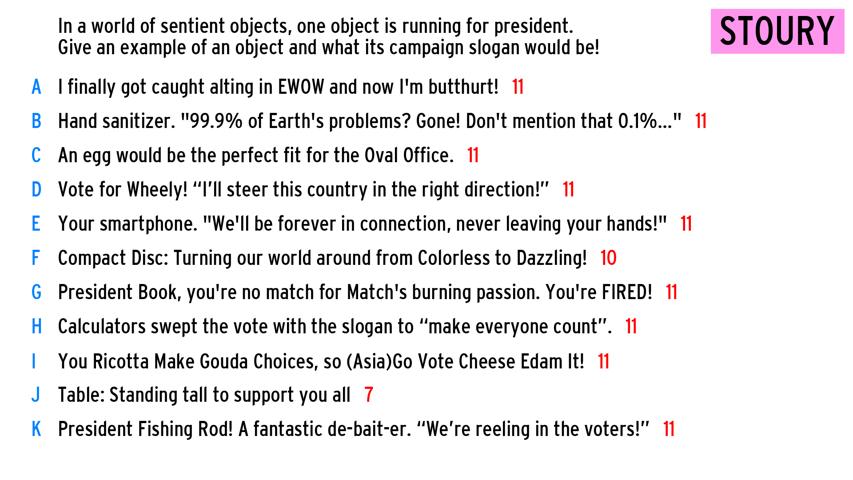 In a world of sentient objects, one object is running for president.
Give an example of an object and what its campaign slogan would be!
STOURY
A I finally got caught alting in EWOW and now I'm butthurt! 11
B Hand sanitizer. "99.9% of Earth's problems? Gone! Don't mention that 0.1%..." 11
C An egg would be the perfect fit for the Oval Office. 11
D Vote for Wheely! “I’ll steer this country in the right direction!” 11
E Your smartphone. "We'll be forever in connection, never leaving your hands!" 11
F Compact Disc: Turning our world around from Colorless to Dazzling! 10
G President Book, you're no match for Match's burning passion. You're FIRED! 11
H Calculators swept the vote with the slogan to “make everyone count”. 11
I You Ricotta Make Gouda Choices, so (Asia)Go Vote Cheese Edam It! 11
J Table: Standing tall to support you all 7
K President Fishing Rod! A fantastic de-bait-er. “We’re reeling in the voters!” 11